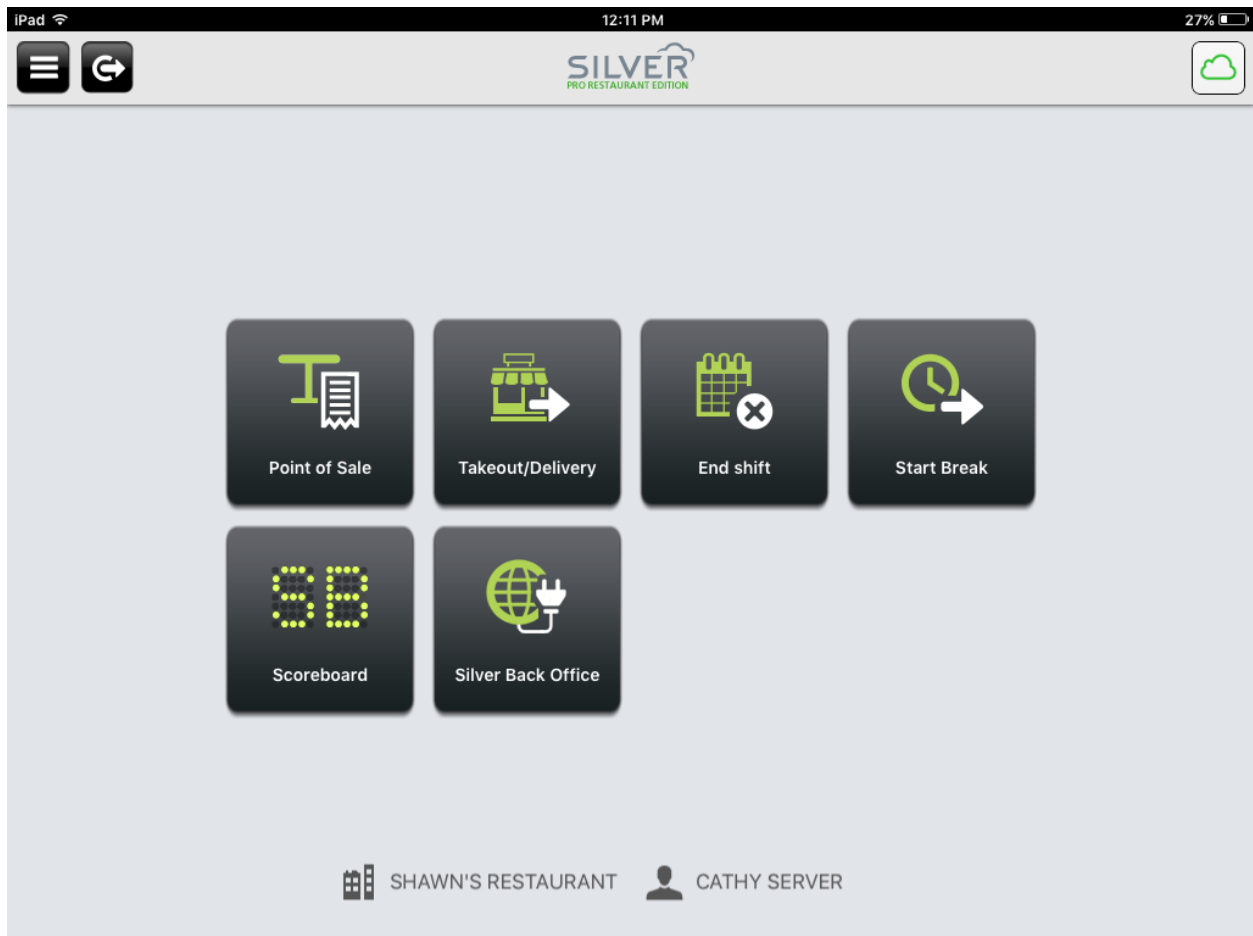 iPad 12:11 PM 27%
SILVER
PRO RESTAURANT EDITION
Point of Sale Takeout/Delivery End shift Start Break
SB
Scoreboard Silver Back Office
SHAWN'S RESTAURANT CATHY SERVER